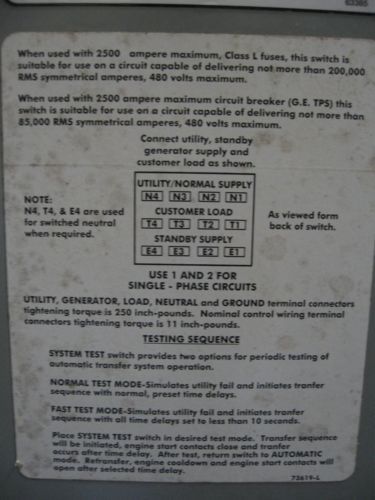 63385
When used with 2500 ampere maximum, Class L fuses, this switch is
suitable for use on a circuit capable of delivering not more than 200,000
RMS symmetrical amperes, 480 volts maximum.
When used with 2500 ampere maximum circuit breaker (G.E. TPS) this
switch is suitable for use on a circuit capable of delivering not more than
85,000 RMS symmetrical amperes, 480 volts maximum.
Connect utility, standby
generator supply and
customer load as shown.
NOTE:
N4, T4, & E4 are used
for switched neutral
when required.
UTILITY/NORMAL SUPPLY
N4 N3 N2 N1
CUSTOMER LOAD
T4 T3 T2 T1
STANDBY SUPPLY
E4 E3 E2 E1
As viewed form
back of switch.
USE 1 AND 2 FOR
SINGLE - PHASE CIRCUITS
UTILITY, GENERATOR, LOAD, NEUTRAL and GROUND terminal connectors
tightening torque is 250 inch-pounds. Nominal control wiring terminal
connectors tightening torque is 11 inch-pounds.
TESTING SEQUENCE
SYSTEM TEST switch provides two options for periodic testing of
automatic transfer system operation.
NORMAL TEST MODE-Simulates utility fail and initiates tranfer
sequence with normal, preset time delays.
FAST TEST MODE-Simulates utility fail and initiates tranfer
sequence with all time delays set to less than 10 seconds.
Place SYSTEM TEST switch in desired test mode. Transfer sequence
will be initiated, engine start contacts close and tranfer
occurs after time delay. After test, return switch to AUTOMATIC
mode. Retransfer, engine cooldown and engine start contacts will
open after selected time delay.
73619-L